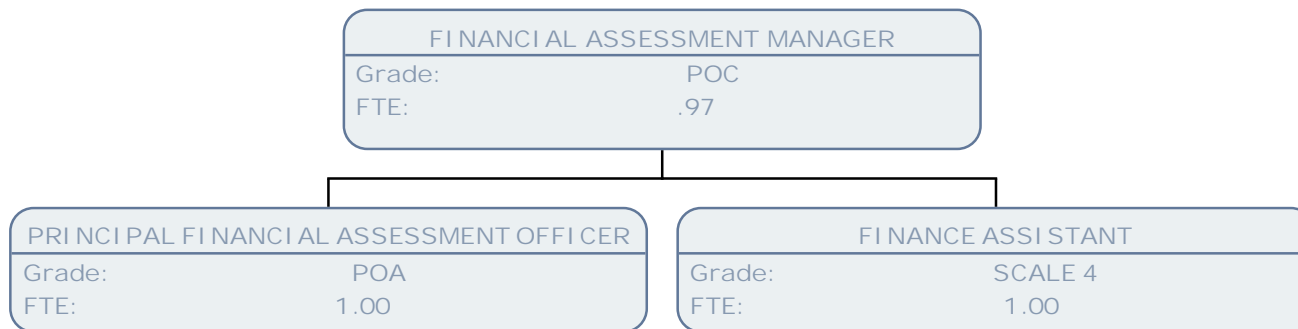 FINANCIAL ASSESSMENT MANAGER
Grade: POC
FTE: .97
PRINCIPAL FINANCIAL ASSESSMENT OFFICER
Grade: POA
FTE: 1.00
FINANCE ASSISTANT
Grade: SCALE 4
FTE: 1.00